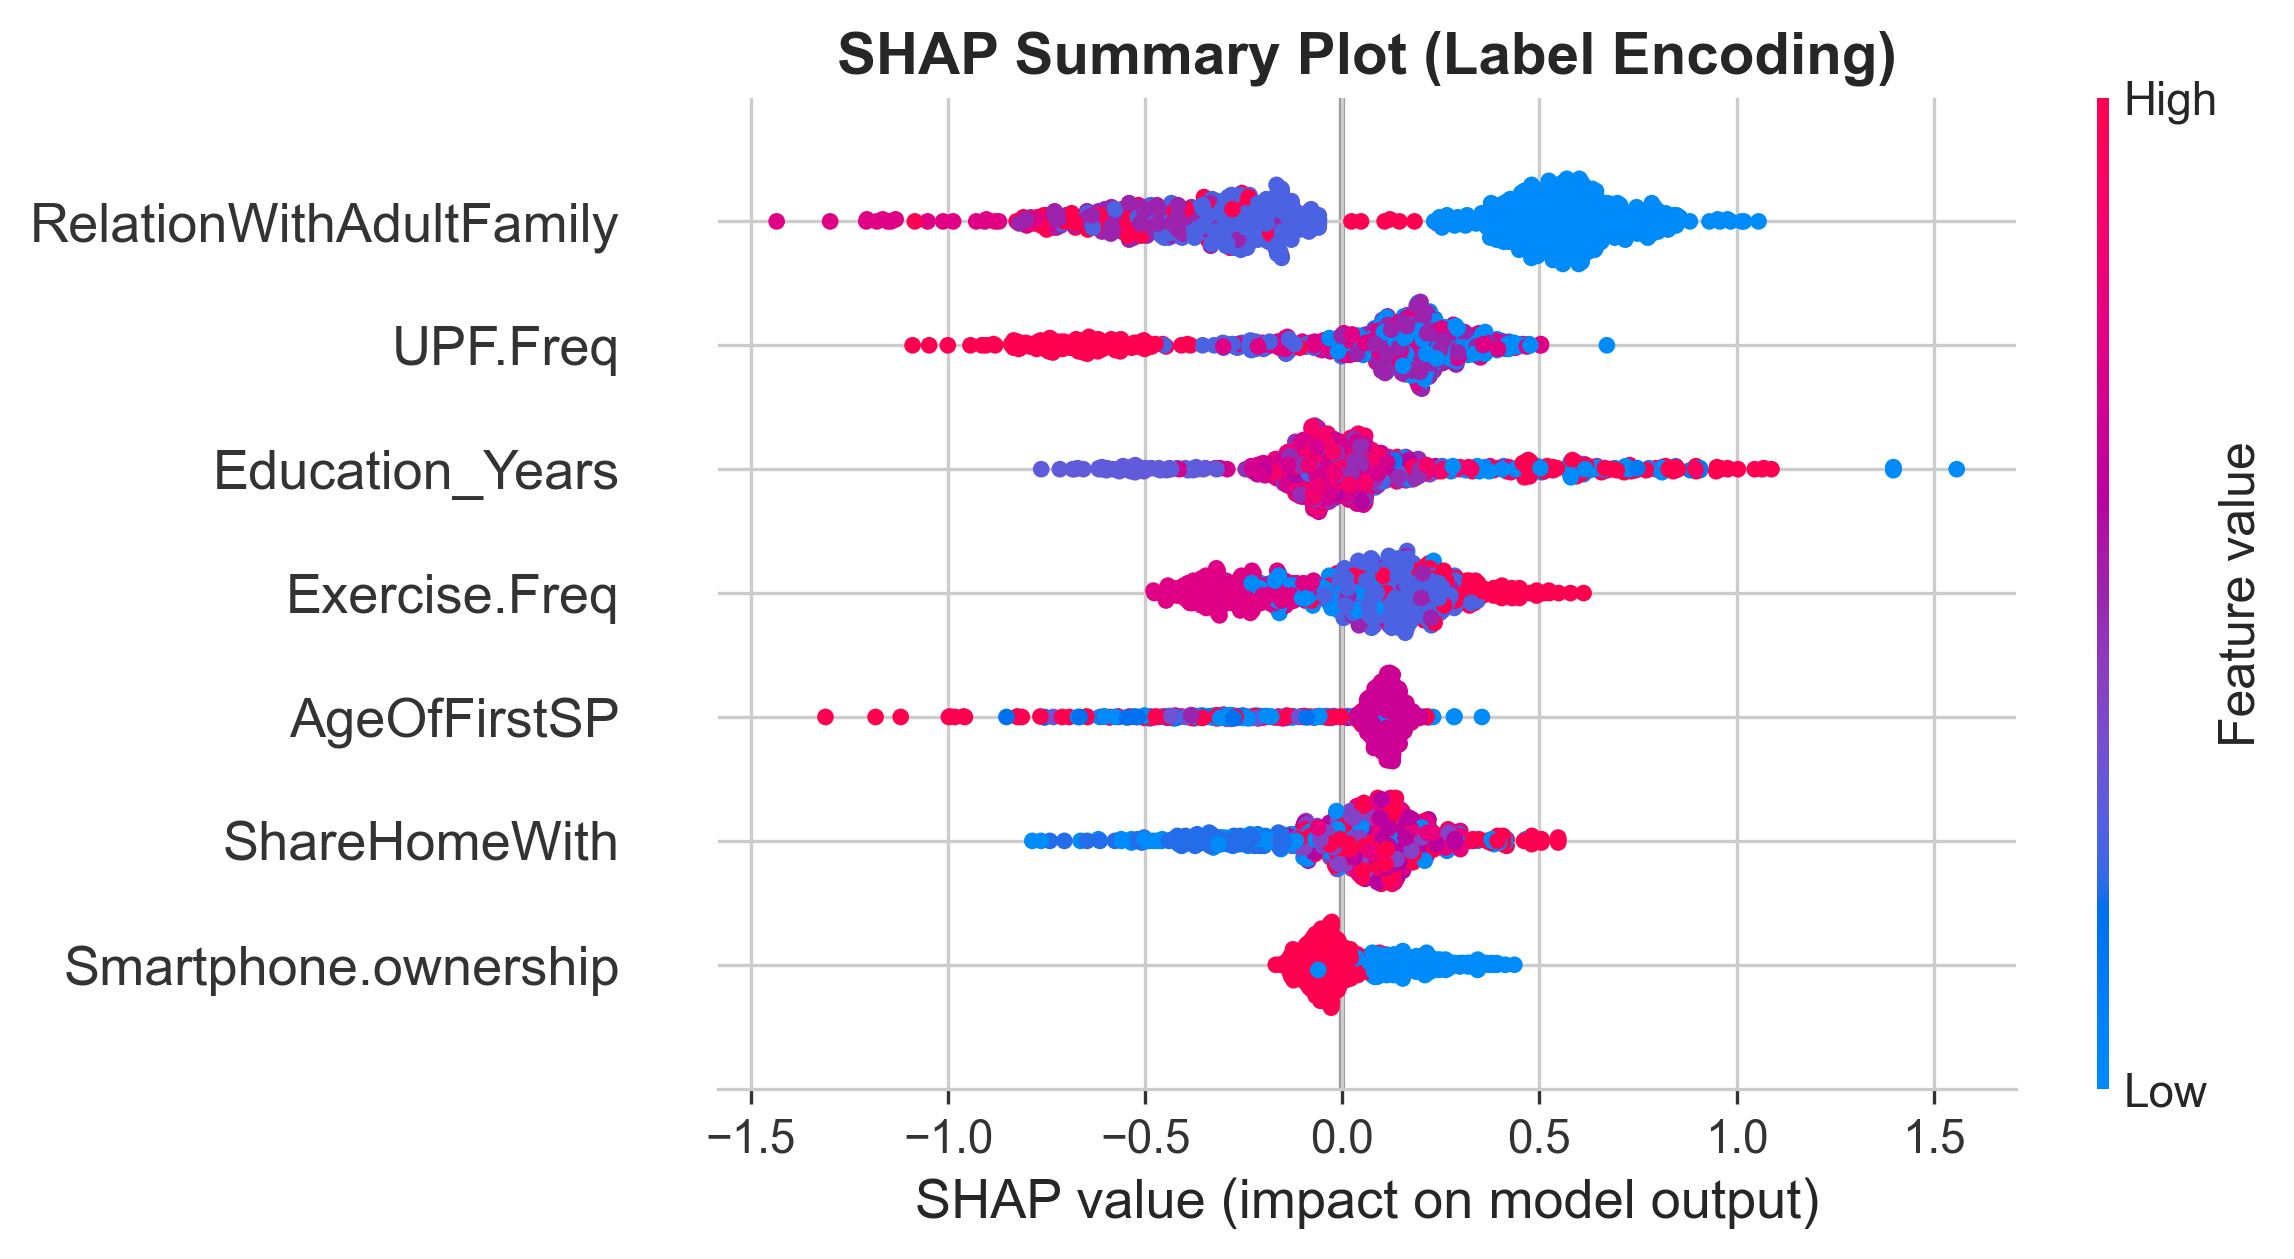 SHAP Summary Plot (Label Encoding)
High
RelationWithAdultFamily
UPF.Freq
Education_Years
Exercise.Freq
AgeOfFirstSP
ShareHomeWith
Smartphone.ownership
Feature value
Low
−1.5 −1.0 −0.5 0.0 0.5 1.0 1.5
SHAP value (impact on model output)